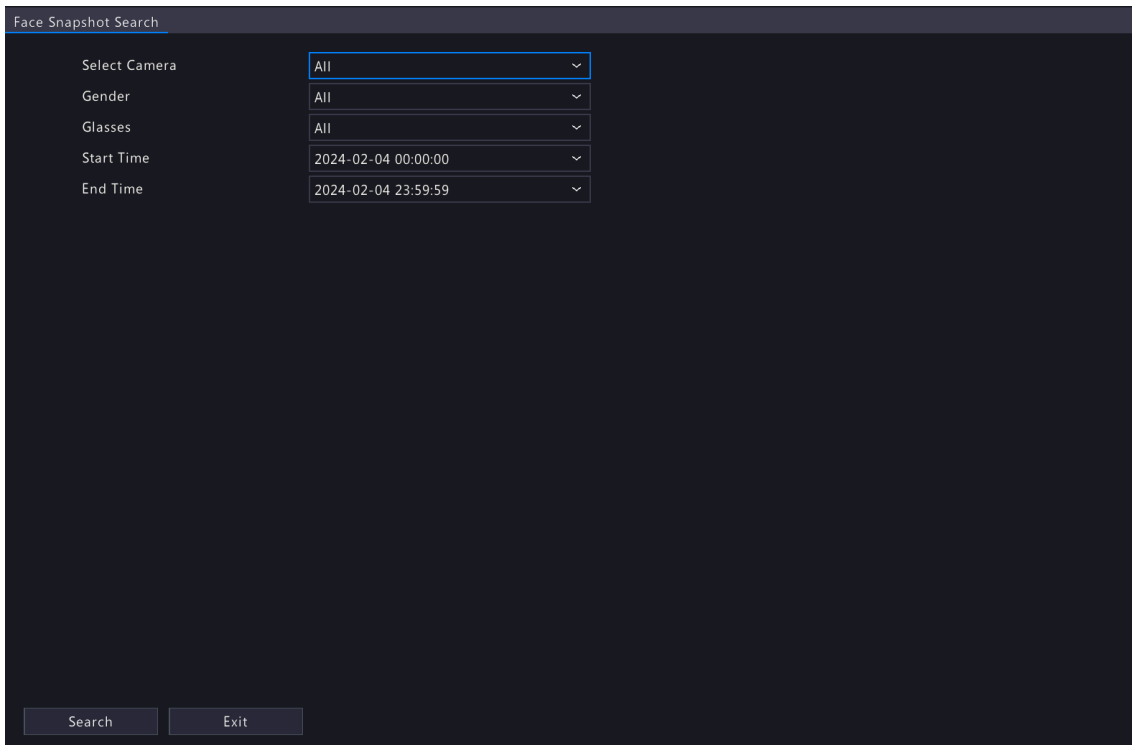 Face Snapshot Search
Select Camera All
Gender All
Glasses All
Start Time 2024-02-04 00:00:00
End Time 2024-02-04 23:59:59
Search Exit